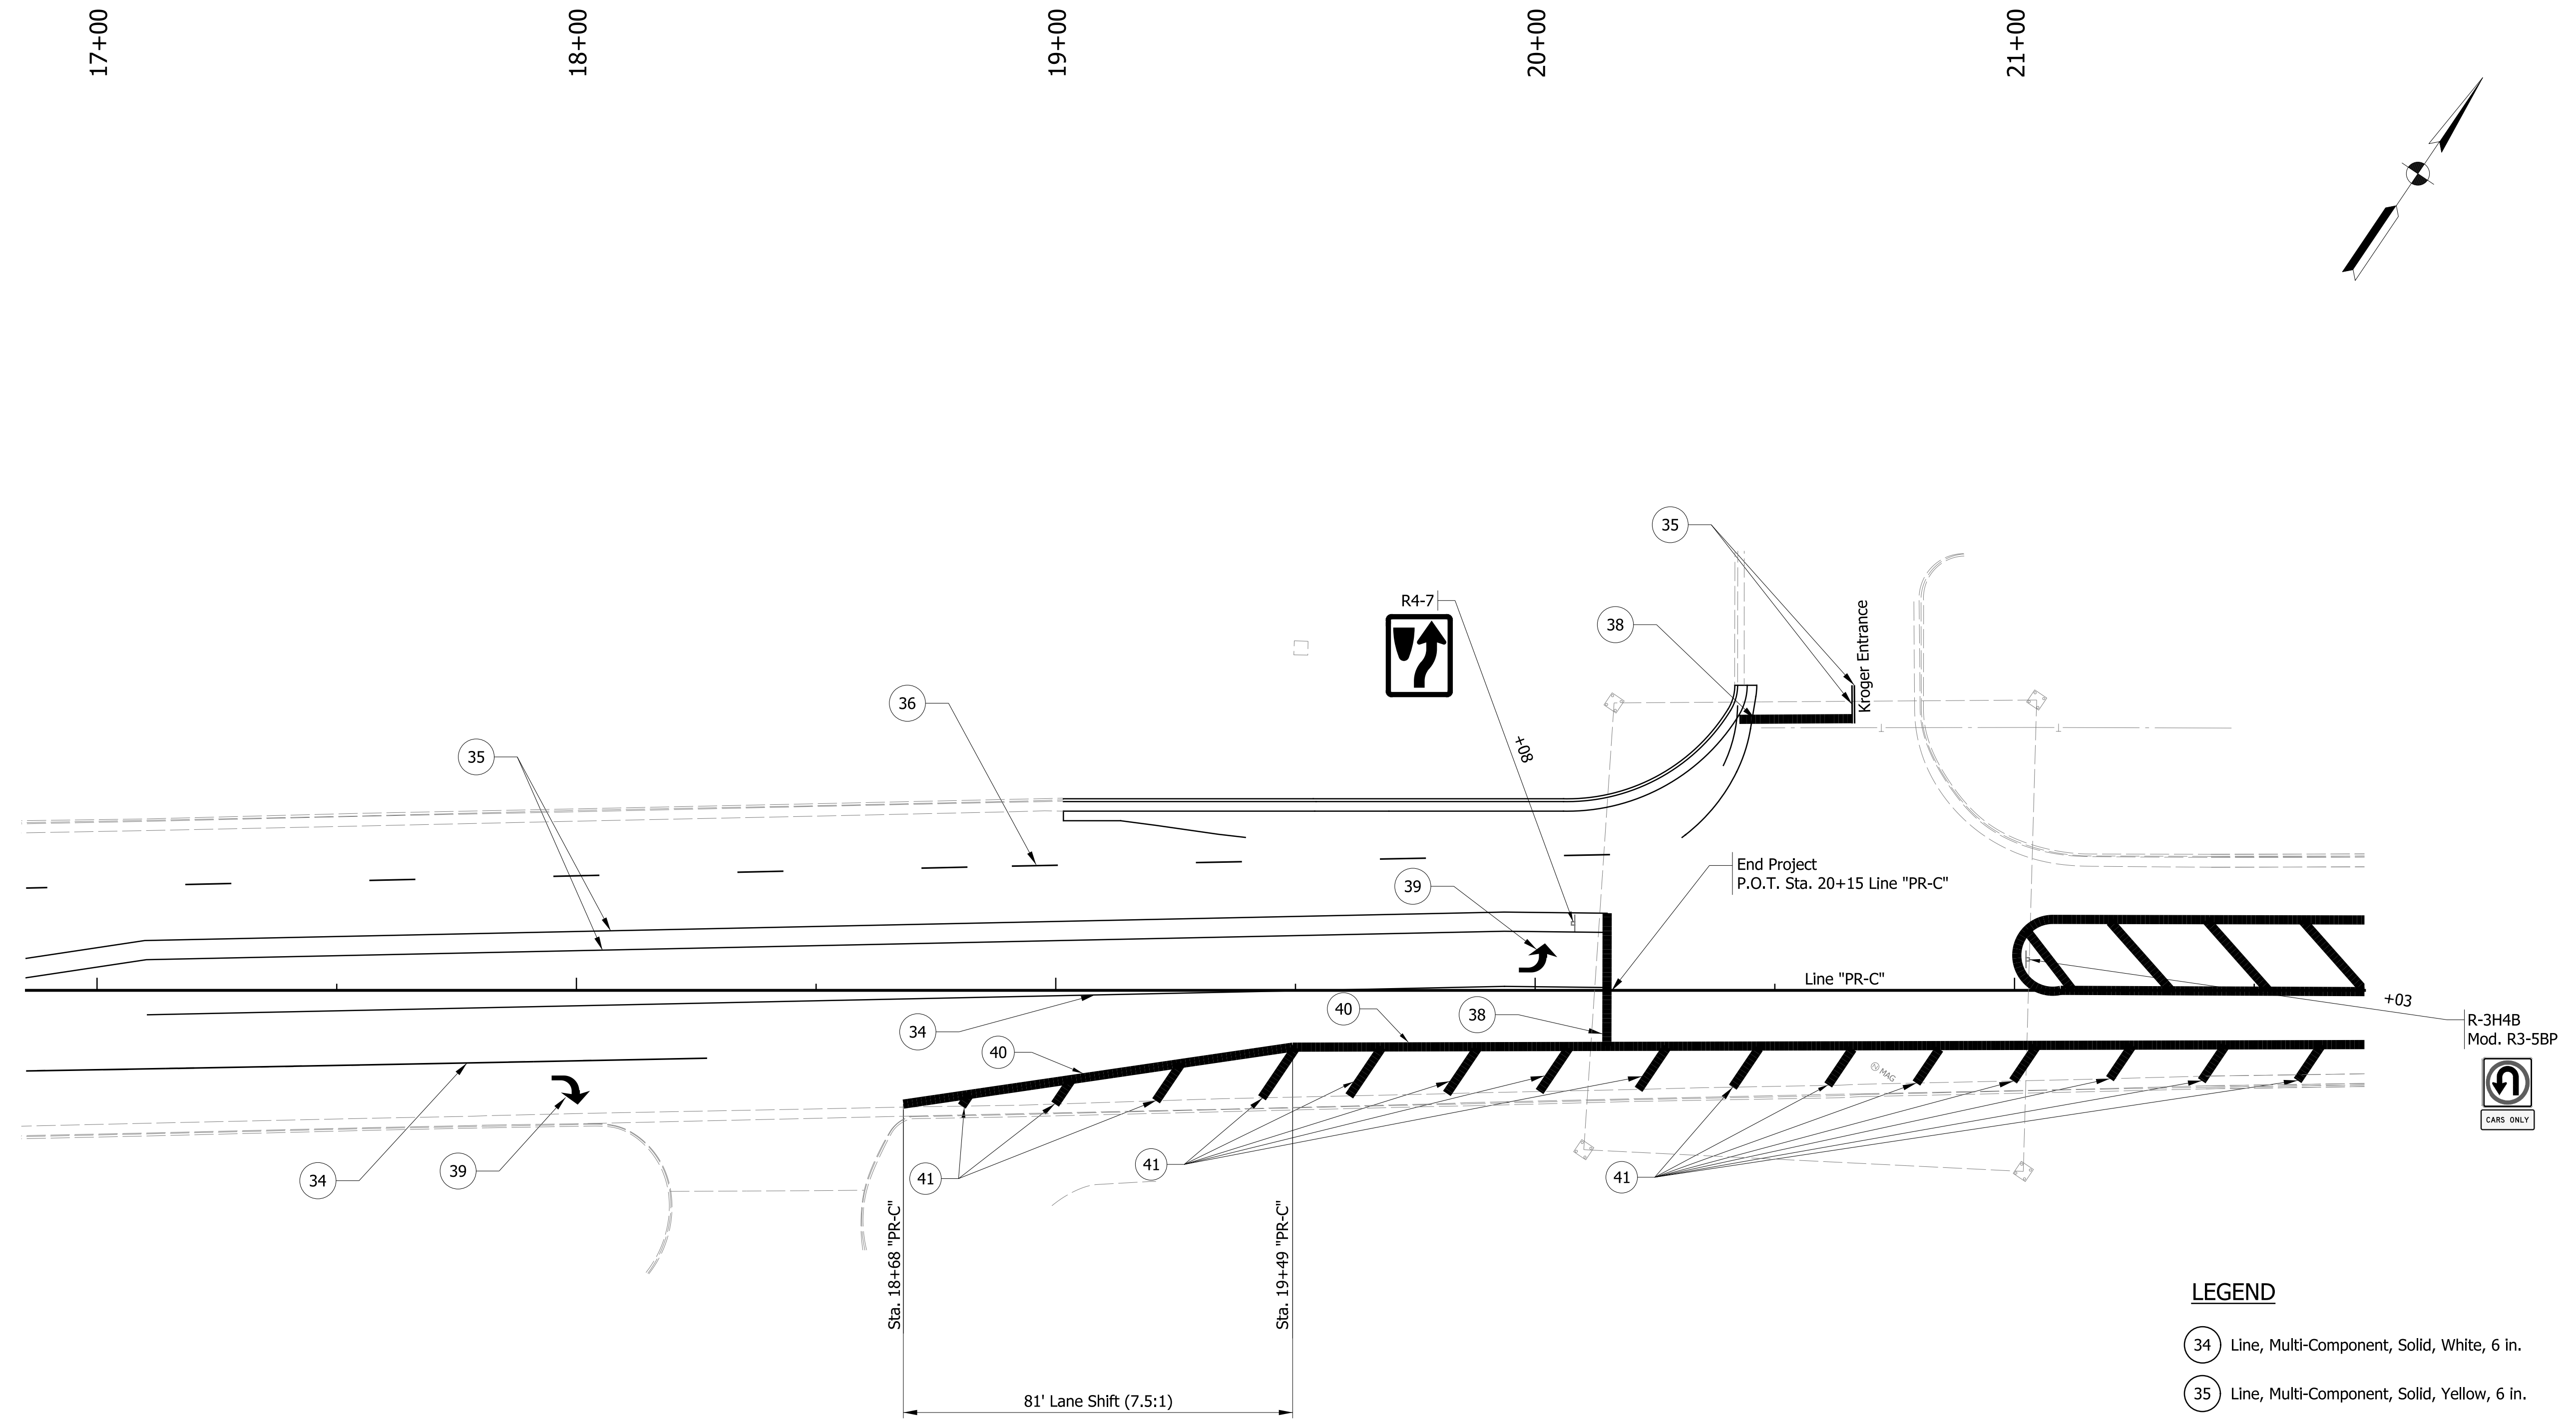 17+00
18+00
19+00
20+00
21+00
35
R4-7
38
Kroger Entrance
36
+08
35
End Project
P.O.T. Sta. 20+15 Line "PR-C"
39
Line "PR-C"
+03
40
38
34
R-3H4B
Mod. R3-5BP
40
MAG
CARS ONLY
41
41
41
39
34
Sta. 18+68 "PR-C"
Sta. 19+49 "PR-C"
81' Lane Shift (7.5:1)
LEGEND
34 Line, Multi-Component, Solid, White, 6 in.
35 Line, Multi-Component, Solid, Yellow, 6 in.